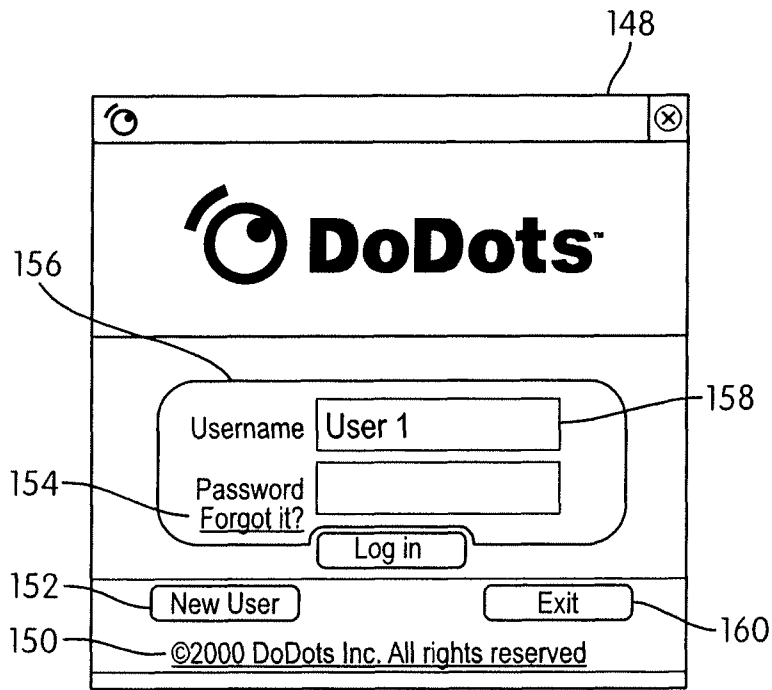 148
DoDots™
156
Username User 1
158
Password
154
Forgot it?
Log in
152
New User Exit
160
150
©2000 DoDots Inc. All rights reserved